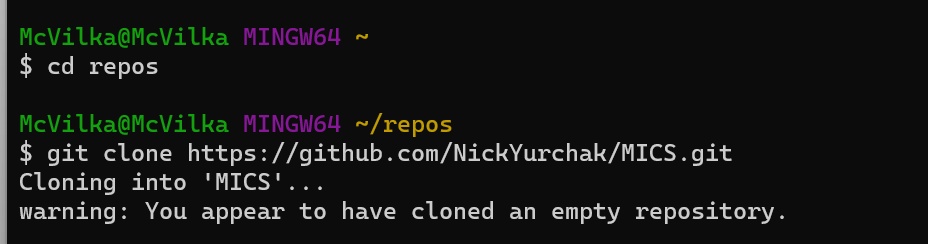 McVilka@McVilka MINGW64 ~
$ cd repos
McVilka@McVilka MINGW64 ~/repos
$ git clone https://github.com/NickYurchak/MICS.git
Cloning into 'MICS'...
warning: You appear to have cloned an empty repository.